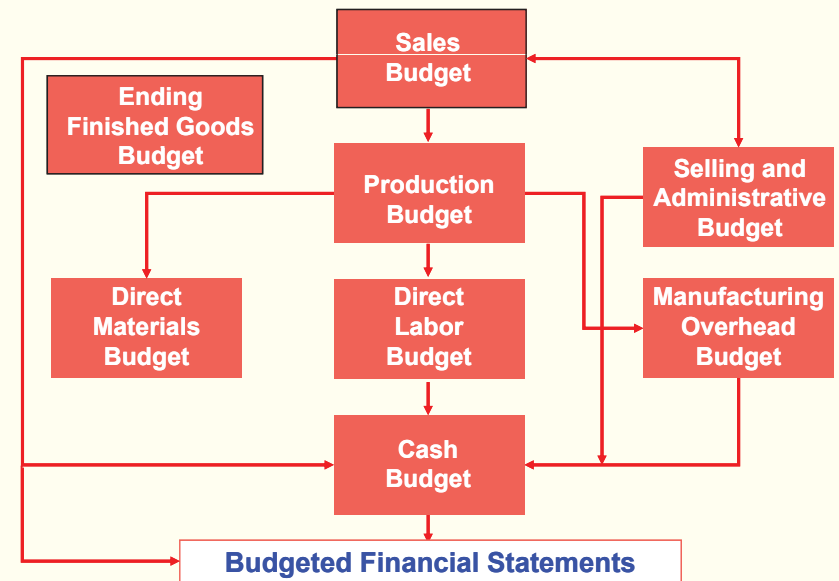 Sales
Budget
Ending
Finished Goods
Budget
Production
Budget
Selling and
Administrative
Budget
Direct
Materials
Budget
Direct
Labor
Budget
Manufacturing
Overhead
Budget
Cash
Budget
Budgeted Financial Statements